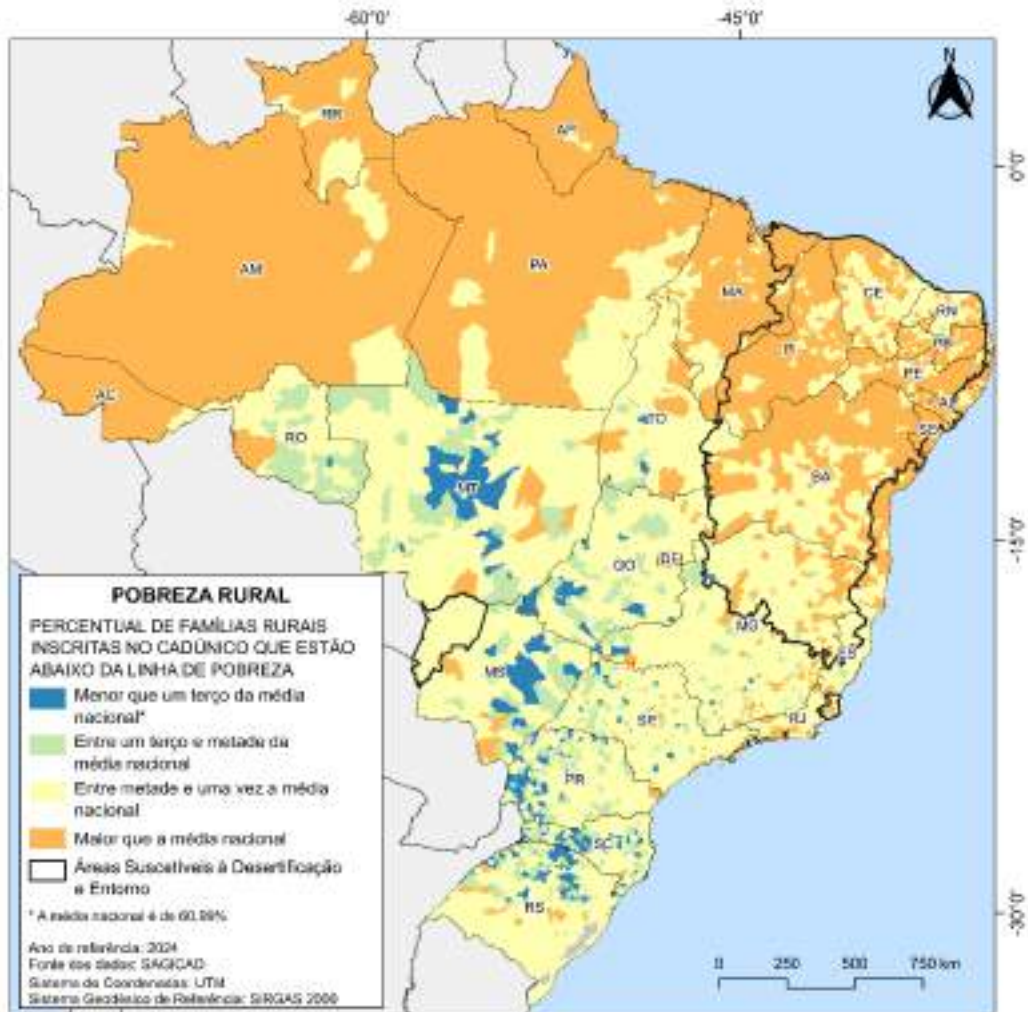 -60°0'
-45°0'
N
RR
AP
0°0'
AM
PA
MA
CE
RN
PB
PI
PE
AC
AL
SE
TO
RO
BA
MT
-15°0'
GO
DF
MG
ES
MS
SP
RJ
PR
SC
RS
-30°0'
POBREZA RURAL
PERCENTUAL DE FAMÍLIAS RURAIS
INSCRITAS NO CADÚNICO QUE ESTÃO
ABAIXO DA LINHA DE POBREZA
Menor que um terço da média
nacional*
Entre um terço e metade da
média nacional
Entre metade e uma vez a média
nacional
Maior que a média nacional
Áreas Suscetíveis à Desertificação
e Entorno
* A média nacional é de 60.98%
Ano de referência: 2024
Fonte dos dados: SAGICAD
Sistema de Coordenadas: UTM
Sistema Geodésico de Referência: SIRGAS 2000
0 250 500 750 km